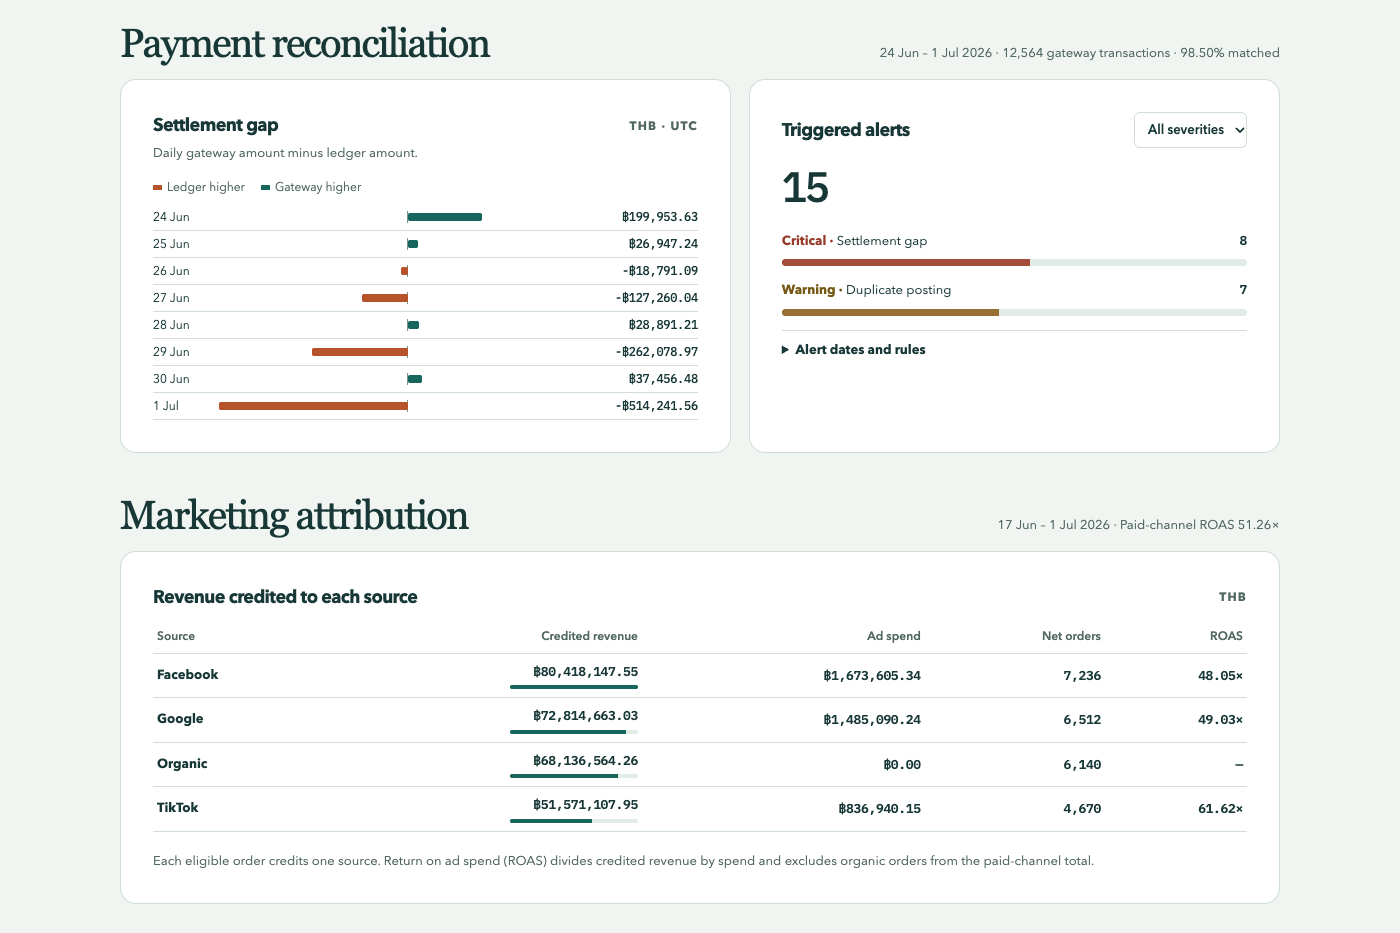 Payment reconciliation
24 Jun – 1 Jul 2026 · 12,564 gateway transactions · 98.50% matched
Settlement gap
THB · UTC
Daily gateway amount minus ledger amount.
Ledger higher Gateway higher
24 Jun ฿199,953.63
25 Jun ฿26,947.24
26 Jun -฿18,791.09
27 Jun -฿127,260.04
28 Jun ฿28,891.21
29 Jun -฿262,078.97
30 Jun ฿37,456.48
1 Jul -฿514,241.56
Triggered alerts
All severities
15
Critical · Settlement gap 8
Warning · Duplicate posting 7
Alert dates and rules
Marketing attribution
17 Jun – 1 Jul 2026 · Paid-channel ROAS 51.26×
Revenue credited to each source
THB
Source Credited revenue Ad spend Net orders ROAS
Facebook ฿80,418,147.55 ฿1,673,605.34 7,236 48.05×
Google ฿72,814,663.03 ฿1,485,090.24 6,512 49.03×
Organic ฿68,136,564.26 ฿0.00 6,140 —
TikTok ฿51,571,107.95 ฿836,940.15 4,670 61.62×
Each eligible order credits one source. Return on ad spend (ROAS) divides credited revenue by spend and excludes organic orders from the paid-channel total.